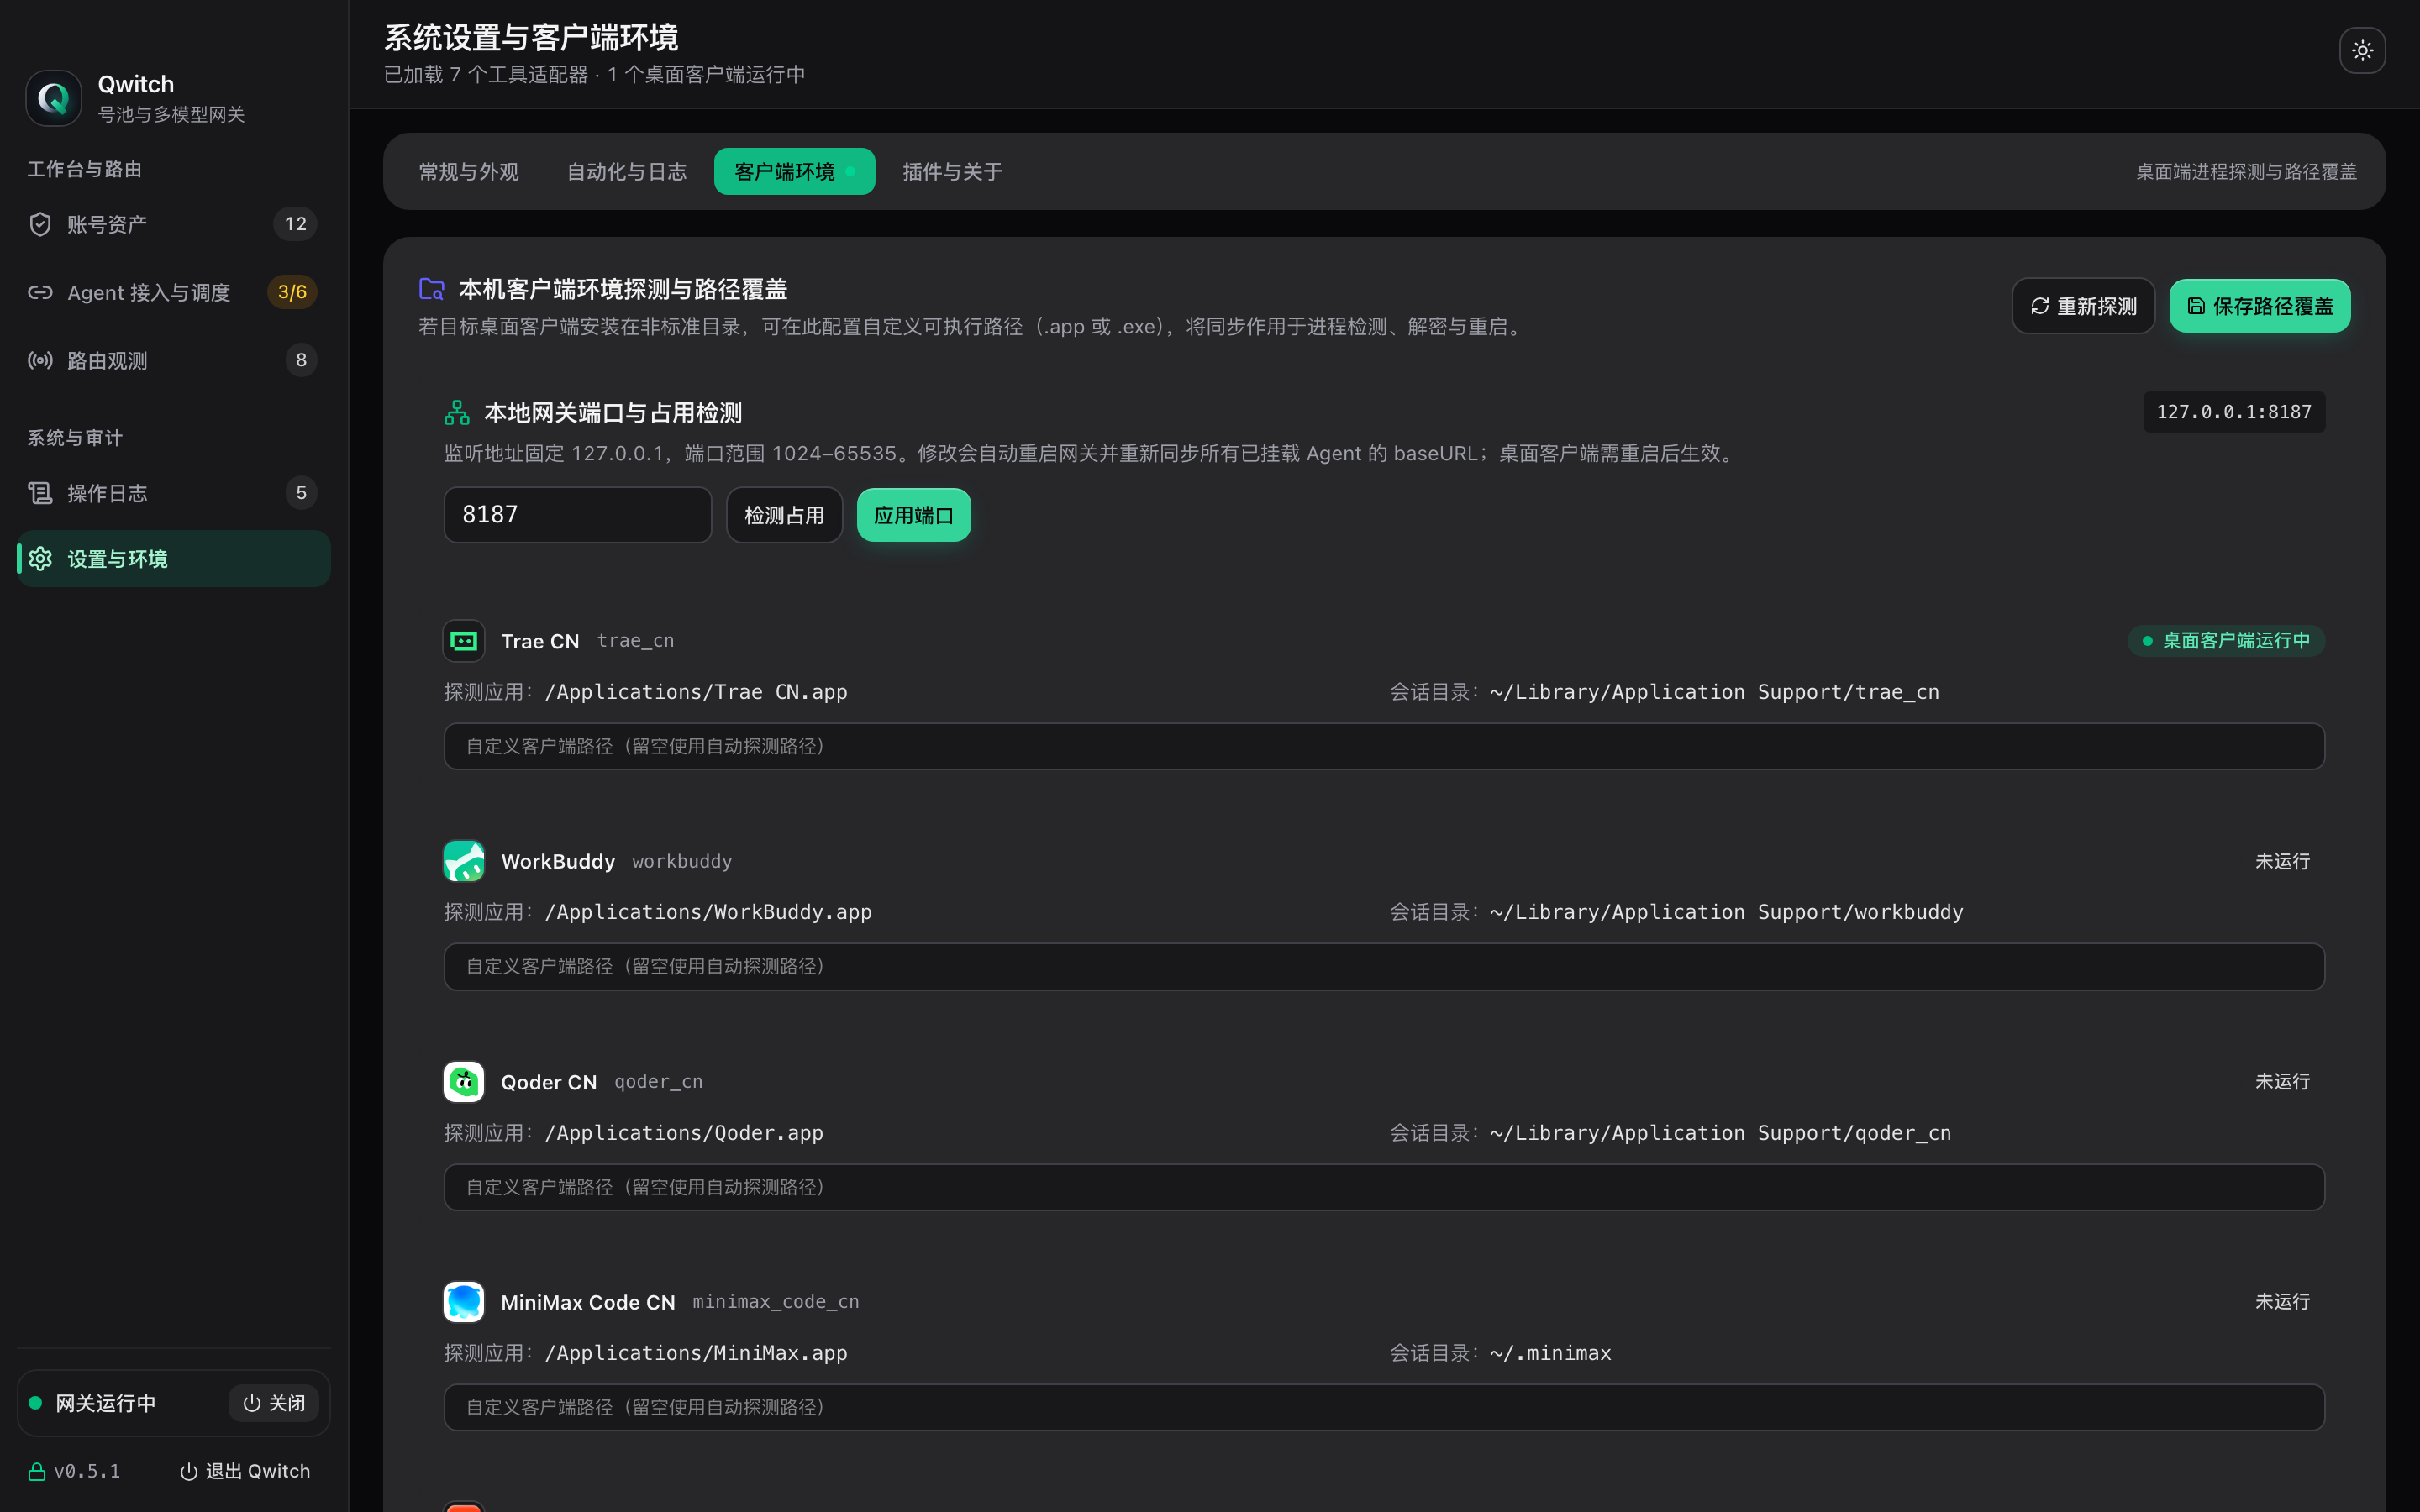 Qwitch
号池与多模型网关
工作台与路由
账号资产 12
Agent 接入与调度 3/6
路由观测 8
系统与审计
操作日志 5
设置与环境
网关运行中 关闭
v0.5.1 退出 Qwitch
系统设置与客户端环境
已加载 7 个工具适配器 · 1 个桌面客户端运行中
常规与外观 自动化与日志 客户端环境 插件与关于 桌面端进程探测与路径覆盖
本机客户端环境探测与路径覆盖
若目标桌面客户端安装在非标准目录，可在此配置自定义可执行路径（.app 或 .exe），将同步作用于进程检测、解密与重启。
重新探测 保存路径覆盖
本地网关端口与占用检测 127.0.0.1:8187
监听地址固定 127.0.0.1，端口范围 1024–65535。修改会自动重启网关并重新同步所有已挂载 Agent 的 baseURL；桌面客户端需重启后生效。
8187 检测占用 应用端口
Trae CN trae_cn 桌面客户端运行中
探测应用：/Applications/Trae CN.app 会话目录：~/Library/Application Support/trae_cn
自定义客户端路径（留空使用自动探测路径）
WorkBuddy workbuddy 未运行
探测应用：/Applications/WorkBuddy.app 会话目录：~/Library/Application Support/workbuddy
自定义客户端路径（留空使用自动探测路径）
Qoder CN qoder_cn 未运行
探测应用：/Applications/Qoder.app 会话目录：~/Library/Application Support/qoder_cn
自定义客户端路径（留空使用自动探测路径）
MiniMax Code CN minimax_code_cn 未运行
探测应用：/Applications/MiniMax.app 会话目录：~/.minimax
自定义客户端路径（留空使用自动探测路径）